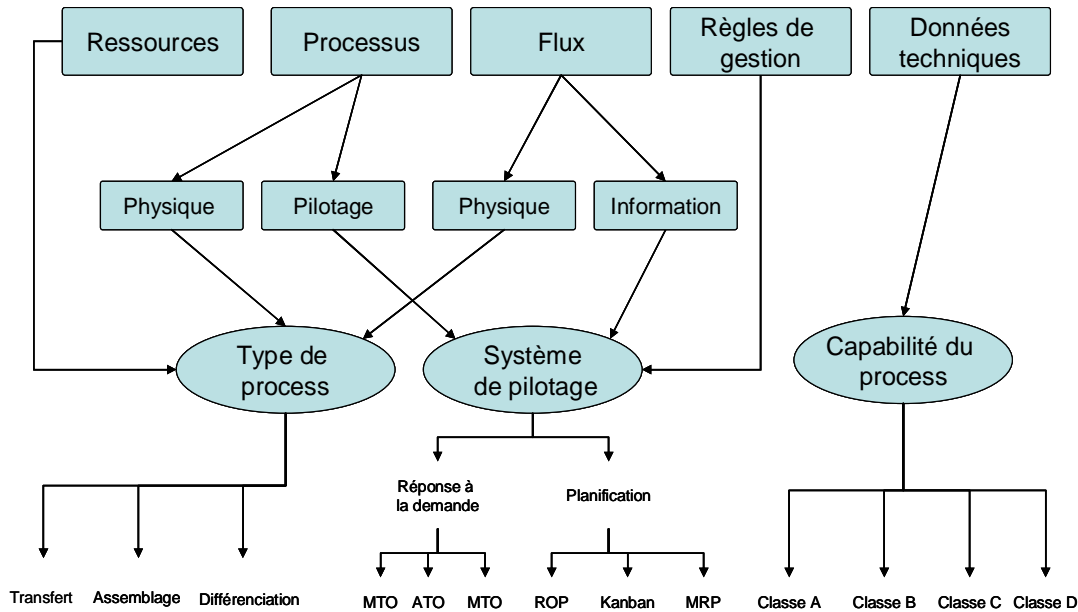 Ressources
Processus
Flux
Règles de
gestion
Données
techniques
Physique
Pilotage
Physique
Information
Type de
process
Système
de pilotage
Capabilité du
process
Réponse à
la demande
Planification
Transfert
Assemblage
Différenciation
MTO
ATO
MTO
ROP
Kanban
MRP
Classe A
Classe B
Classe C
Classe D